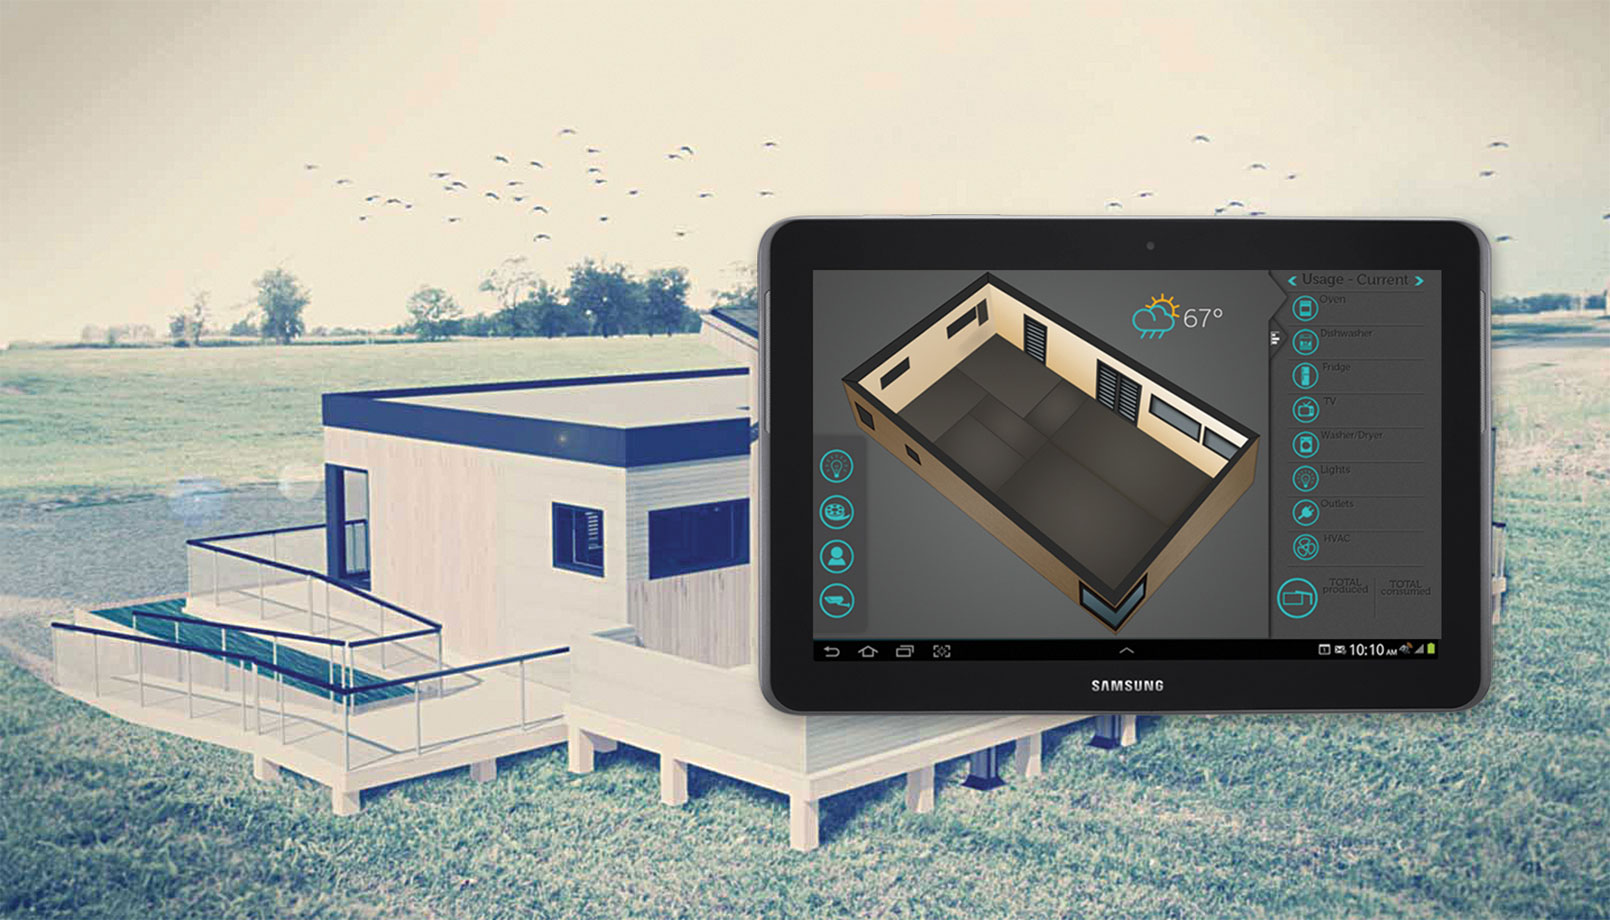 Usage - Current
67°
Oven
Dishwasher
Fridge
TV
Washer/Dryer
Lights
Outlets
HVAC
TOTAL
produced
TOTAL
consumed
10:10 AM
SAMSUNG